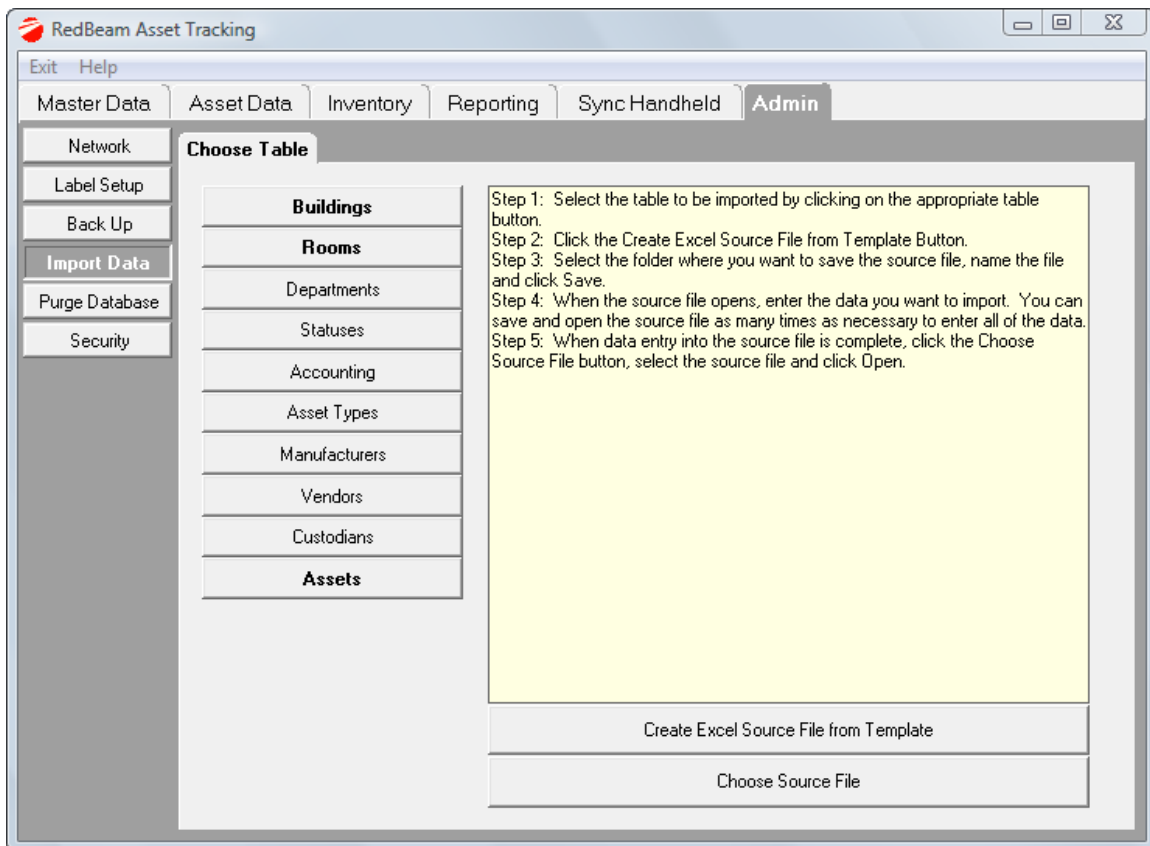 RedBeam Asset Tracking
Exit Help
Master Data Asset Data Inventory Reporting Sync Handheld Admin
Network
Label Setup
Back Up
Import Data
Purge Database
Security
Choose Table
Buildings
Rooms
Departments
Statuses
Accounting
Asset Types
Manufacturers
Vendors
Custodians
Assets
Step 1: Select the table to be imported by clicking on the appropriate table
button.
Step 2: Click the Create Excel Source File from Template Button.
Step 3: Select the folder where you want to save the source file, name the file
and click Save.
Step 4: When the source file opens, enter the data you want to import. You can
save and open the source file as many times as necessary to enter all of the data.
Step 5: When data entry into the source file is complete, click the Choose
Source File button, select the source file and click Open.
Create Excel Source File from Template
Choose Source File